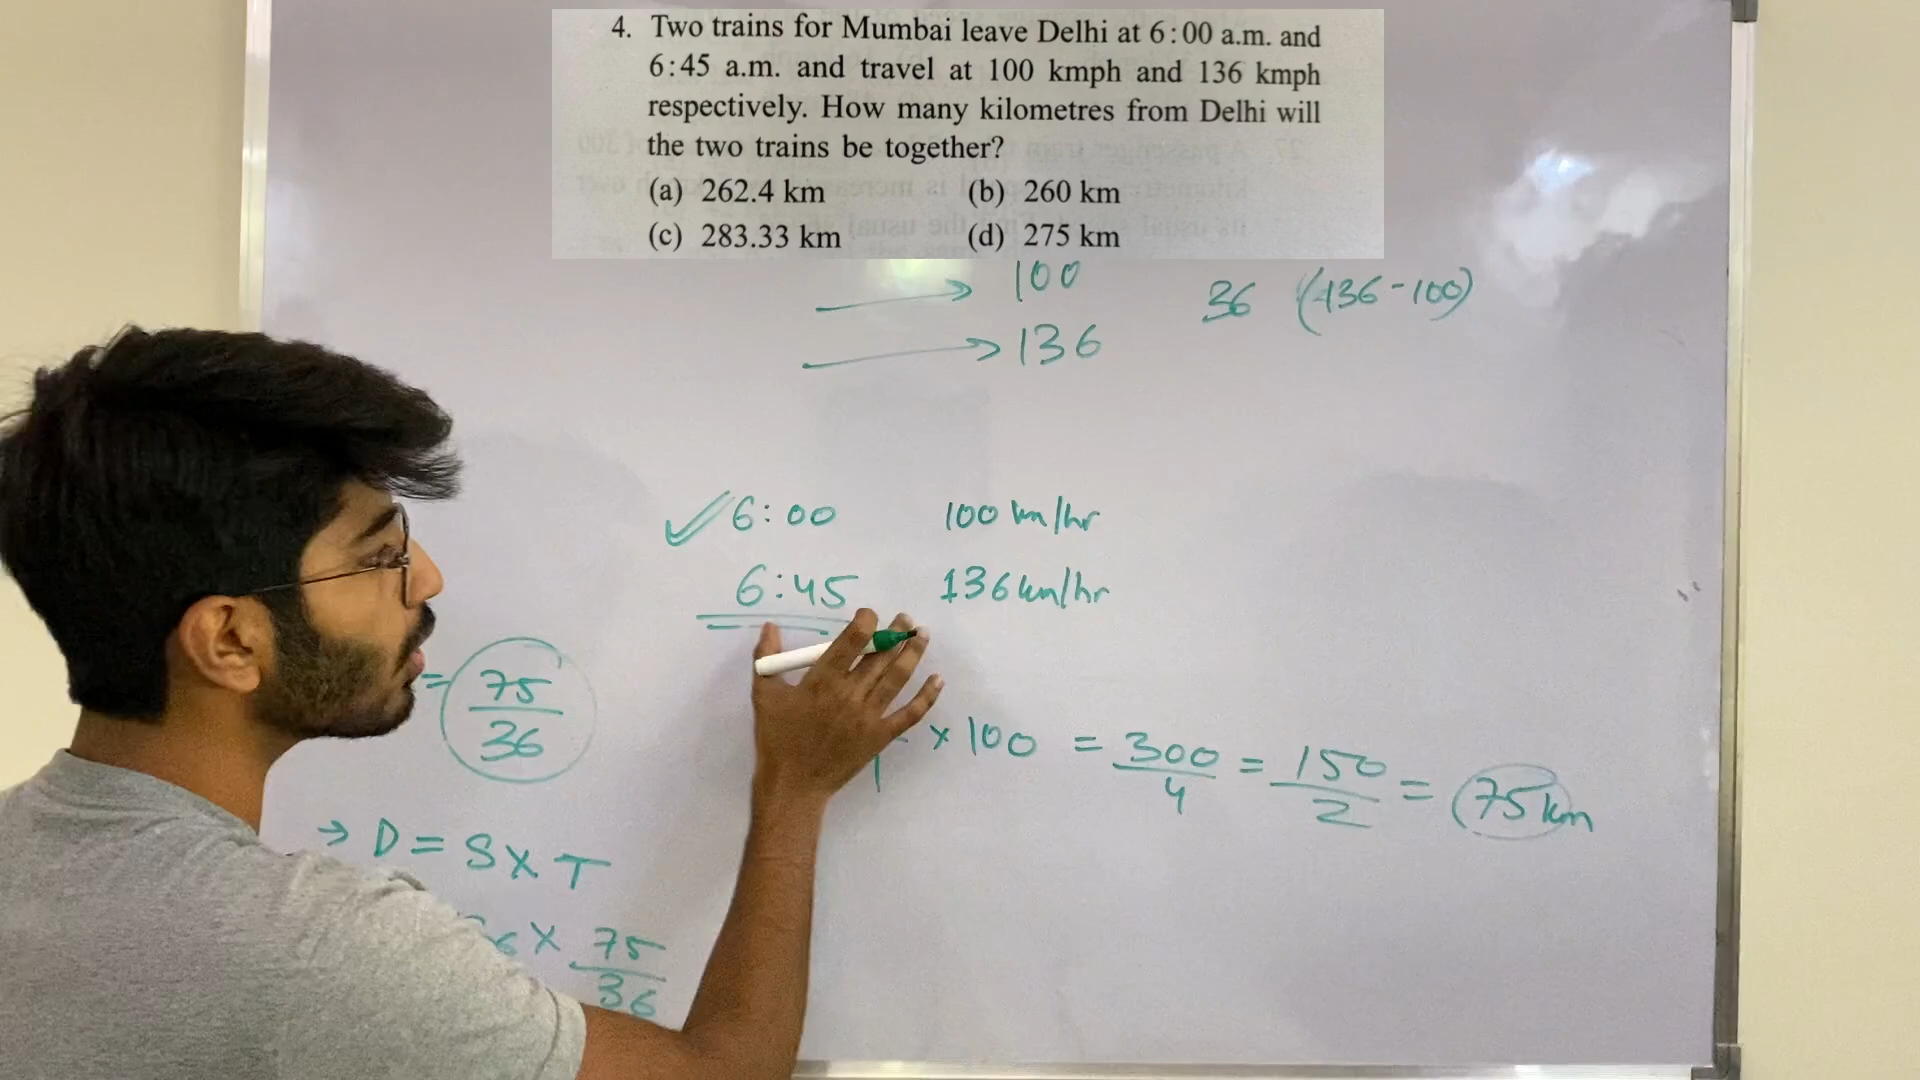 4. Two trains for Mumbai leave Delhi at 6:00 a.m. and
6:45 a.m. and travel at 100 kmph and 136 kmph
respectively. How many kilometres from Delhi will
the two trains be together?
(a) 262.4 km (b) 260 km
(c) 283.33 km (d) 275 km
→ 100
→ 136
36 (136-100)
6:00 100 km/hr
6:45 136 km/hr
= 75/36
× 100 = 300/4 = 150/2 = 75 km
→ D = S × T
6 × 75/36